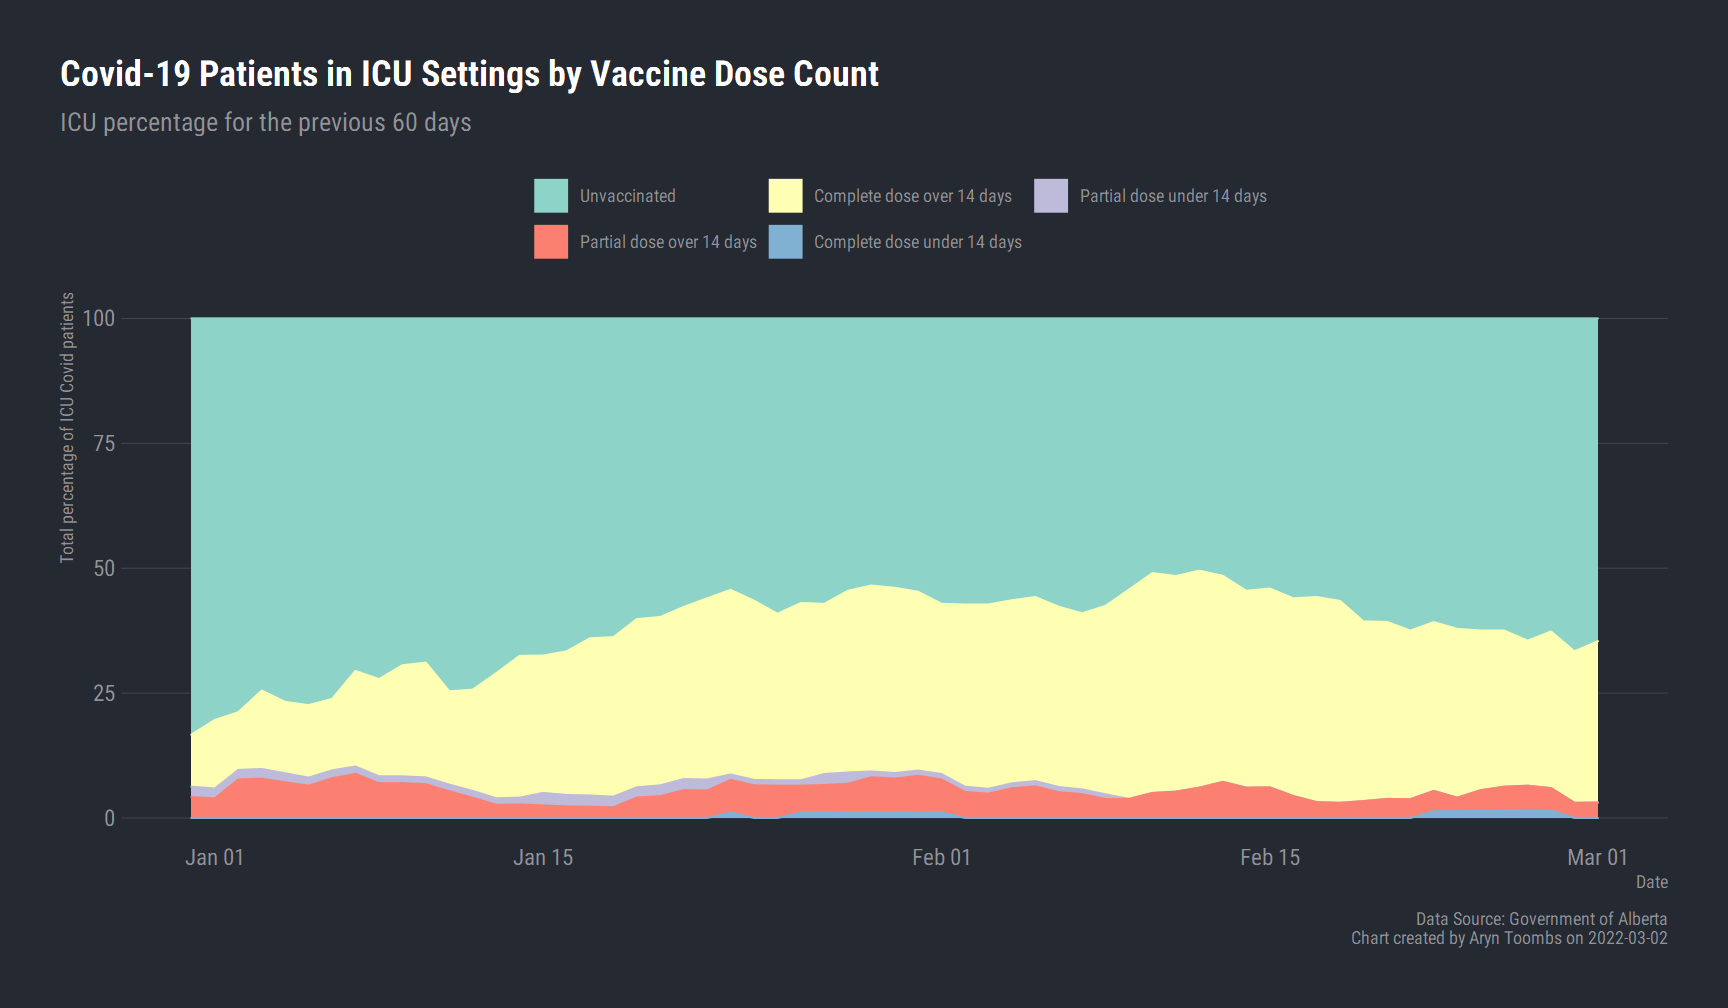 Covid-19 Patients in ICU Settings by Vaccine Dose Count
ICU percentage for the previous 60 days
Unvaccinated
Complete dose over 14 days
Partial dose under 14 days
Partial dose over 14 days
Complete dose under 14 days
Total percentage of ICU Covid patients
100
75
50
25
0
Jan 01
Jan 15
Feb 01
Feb 15
Mar 01
Date
Data Source: Government of Alberta
Chart created by Aryn Toombs on 2022-03-02